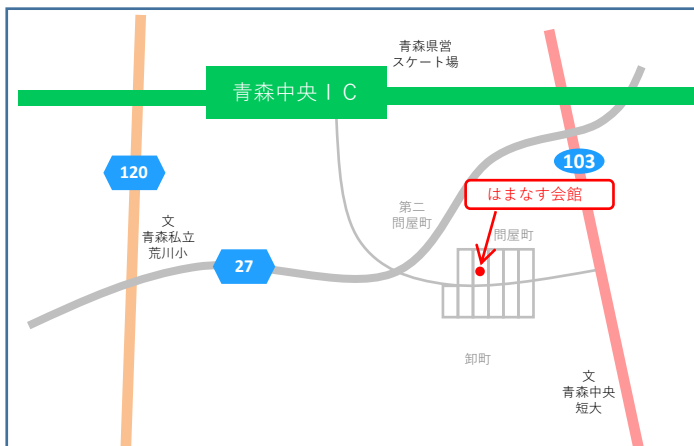 青森県営
スケート場
青森中央ＩＣ
120
103
はまなす会館
第二
問屋町
文
青森私立
荒川小
問屋町
27
卸町
文
青森中央
短大